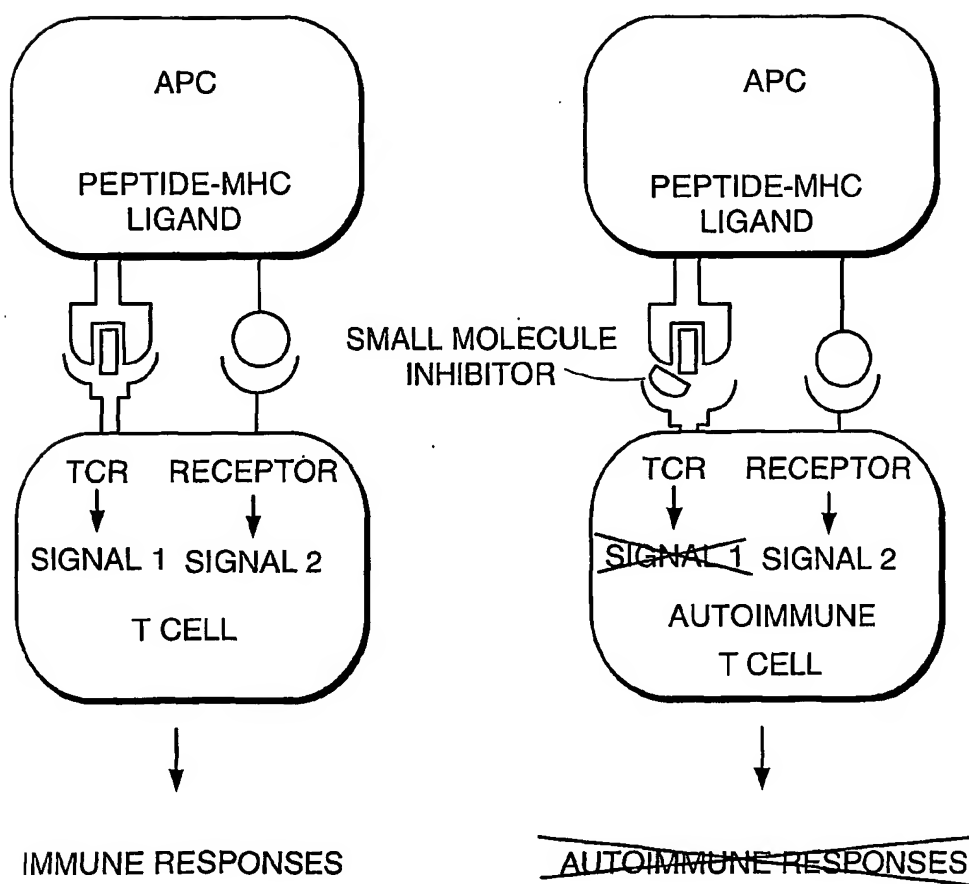 APC
PEPTIDE-MHC
LIGAND
TCR
RECEPTOR
SIGNAL 1
SIGNAL 2
T CELL
IMMUNE RESPONSES
APC
PEPTIDE-MHC
LIGAND
SMALL MOLECULE
INHIBITOR
TCR
RECEPTOR
SIGNAL 1
SIGNAL 2
AUTOIMMUNE
T CELL
AUTOIMMUNE RESPONSES